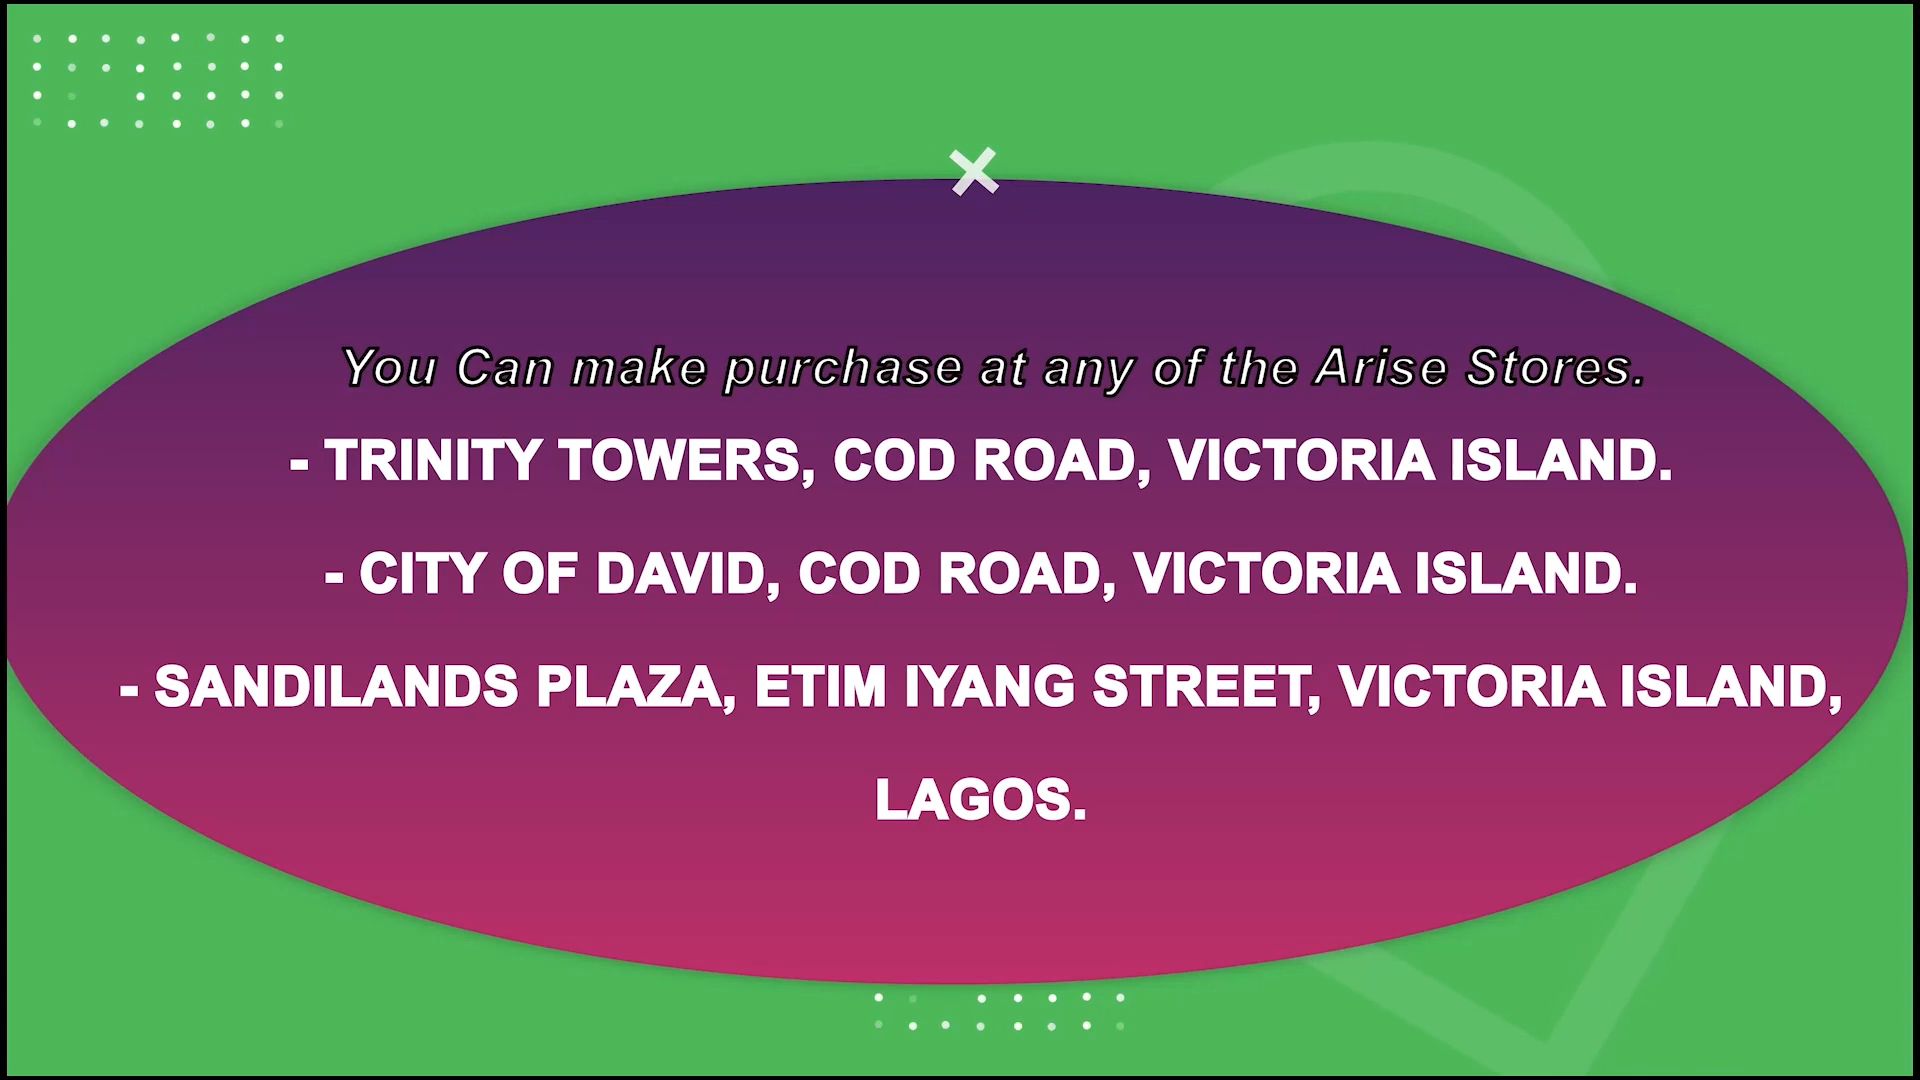 You Can make purchase at any of the Arise Stores.
- TRINITY TOWERS, COD ROAD, VICTORIA ISLAND.
- CITY OF DAVID, COD ROAD, VICTORIA ISLAND.
- SANDILANDS PLAZA, ETIM IYANG STREET, VICTORIA ISLAND,
LAGOS.